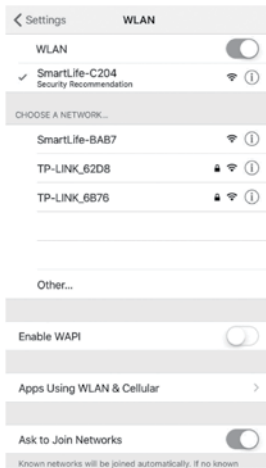 Settings WLAN
WLAN
SmartLife-C204
Security Recommendation
CHOOSE A NETWORK...
SmartLife-BAB7
TP-LINK_62D8
TP-LINK_6B76
Other...
Enable WAPI
Apps Using WLAN & Cellular
Ask to Join Networks
Known networks will be joined automatically. If no known